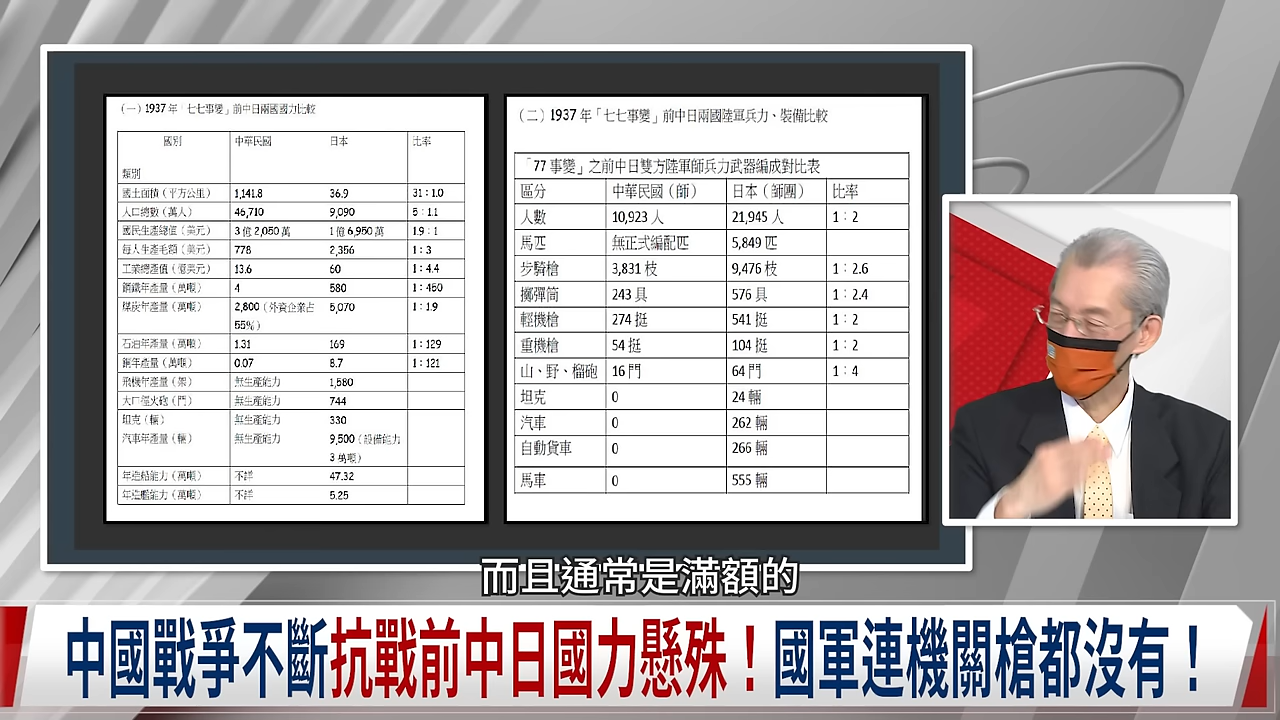 (一) 1937 年「七七事變」前中日兩國國力比較
國別 中華民國 日本 比率
類別
國土面積(平方公里) 1,141.8 36.9 31:1.0
人口總數(萬人) 46,710 9,090 5:1.1
國民生產總值(美元) 3 億 2,050 萬 1 億 6,950 萬 1.9:1
每人生產毛額(美元) 778 2,356 1:3
工業總產值(億美元) 13.6 60 1:4.4
鋼鐵年產量(萬噸) 4 580 1:460
煤炭年產量(萬噸) 2,800(外資企業占 5,070 1:1.9
55%)
石油年產量(萬噸) 1.31 169 1:129
銅年產量(萬噸) 0.07 8.7 1:121
飛機年產量(架) 無生產能力 1,580
大口徑火砲(門) 無生產能力 744
坦克(輛) 無生產能力 330
汽車年產量(輛) 無生產能力 9,500(設備能力
3 萬噸)
年造船能力(萬噸) 不詳 47.32
年造艦能力(萬噸) 不詳 5.25
(二) 1937 年「七七事變」前中日兩國陸軍兵力、裝備比較
「77 事變」之前中日雙方陸軍師兵力武器編成對比表
區分 中華民國(師) 日本(師團) 比率
人數 10,923 人 21,945 人 1:2
馬匹 無正式編配匹 5,849 匹
步騎槍 3,831 枝 9,476 枝 1:2.6
擲彈筒 243 具 576 具 1:2.4
輕機槍 274 挺 541 挺 1:2
重機槍 54 挺 104 挺 1:2
山、野、榴砲 16 門 64 門 1:4
坦克 0 24 輛
汽車 0 262 輛
自動貨車 0 266 輛
馬車 0 555 輛
而且通常是滿額的
中國戰爭不斷抗戰前中日國力懸殊!國軍連機關槍都沒有!